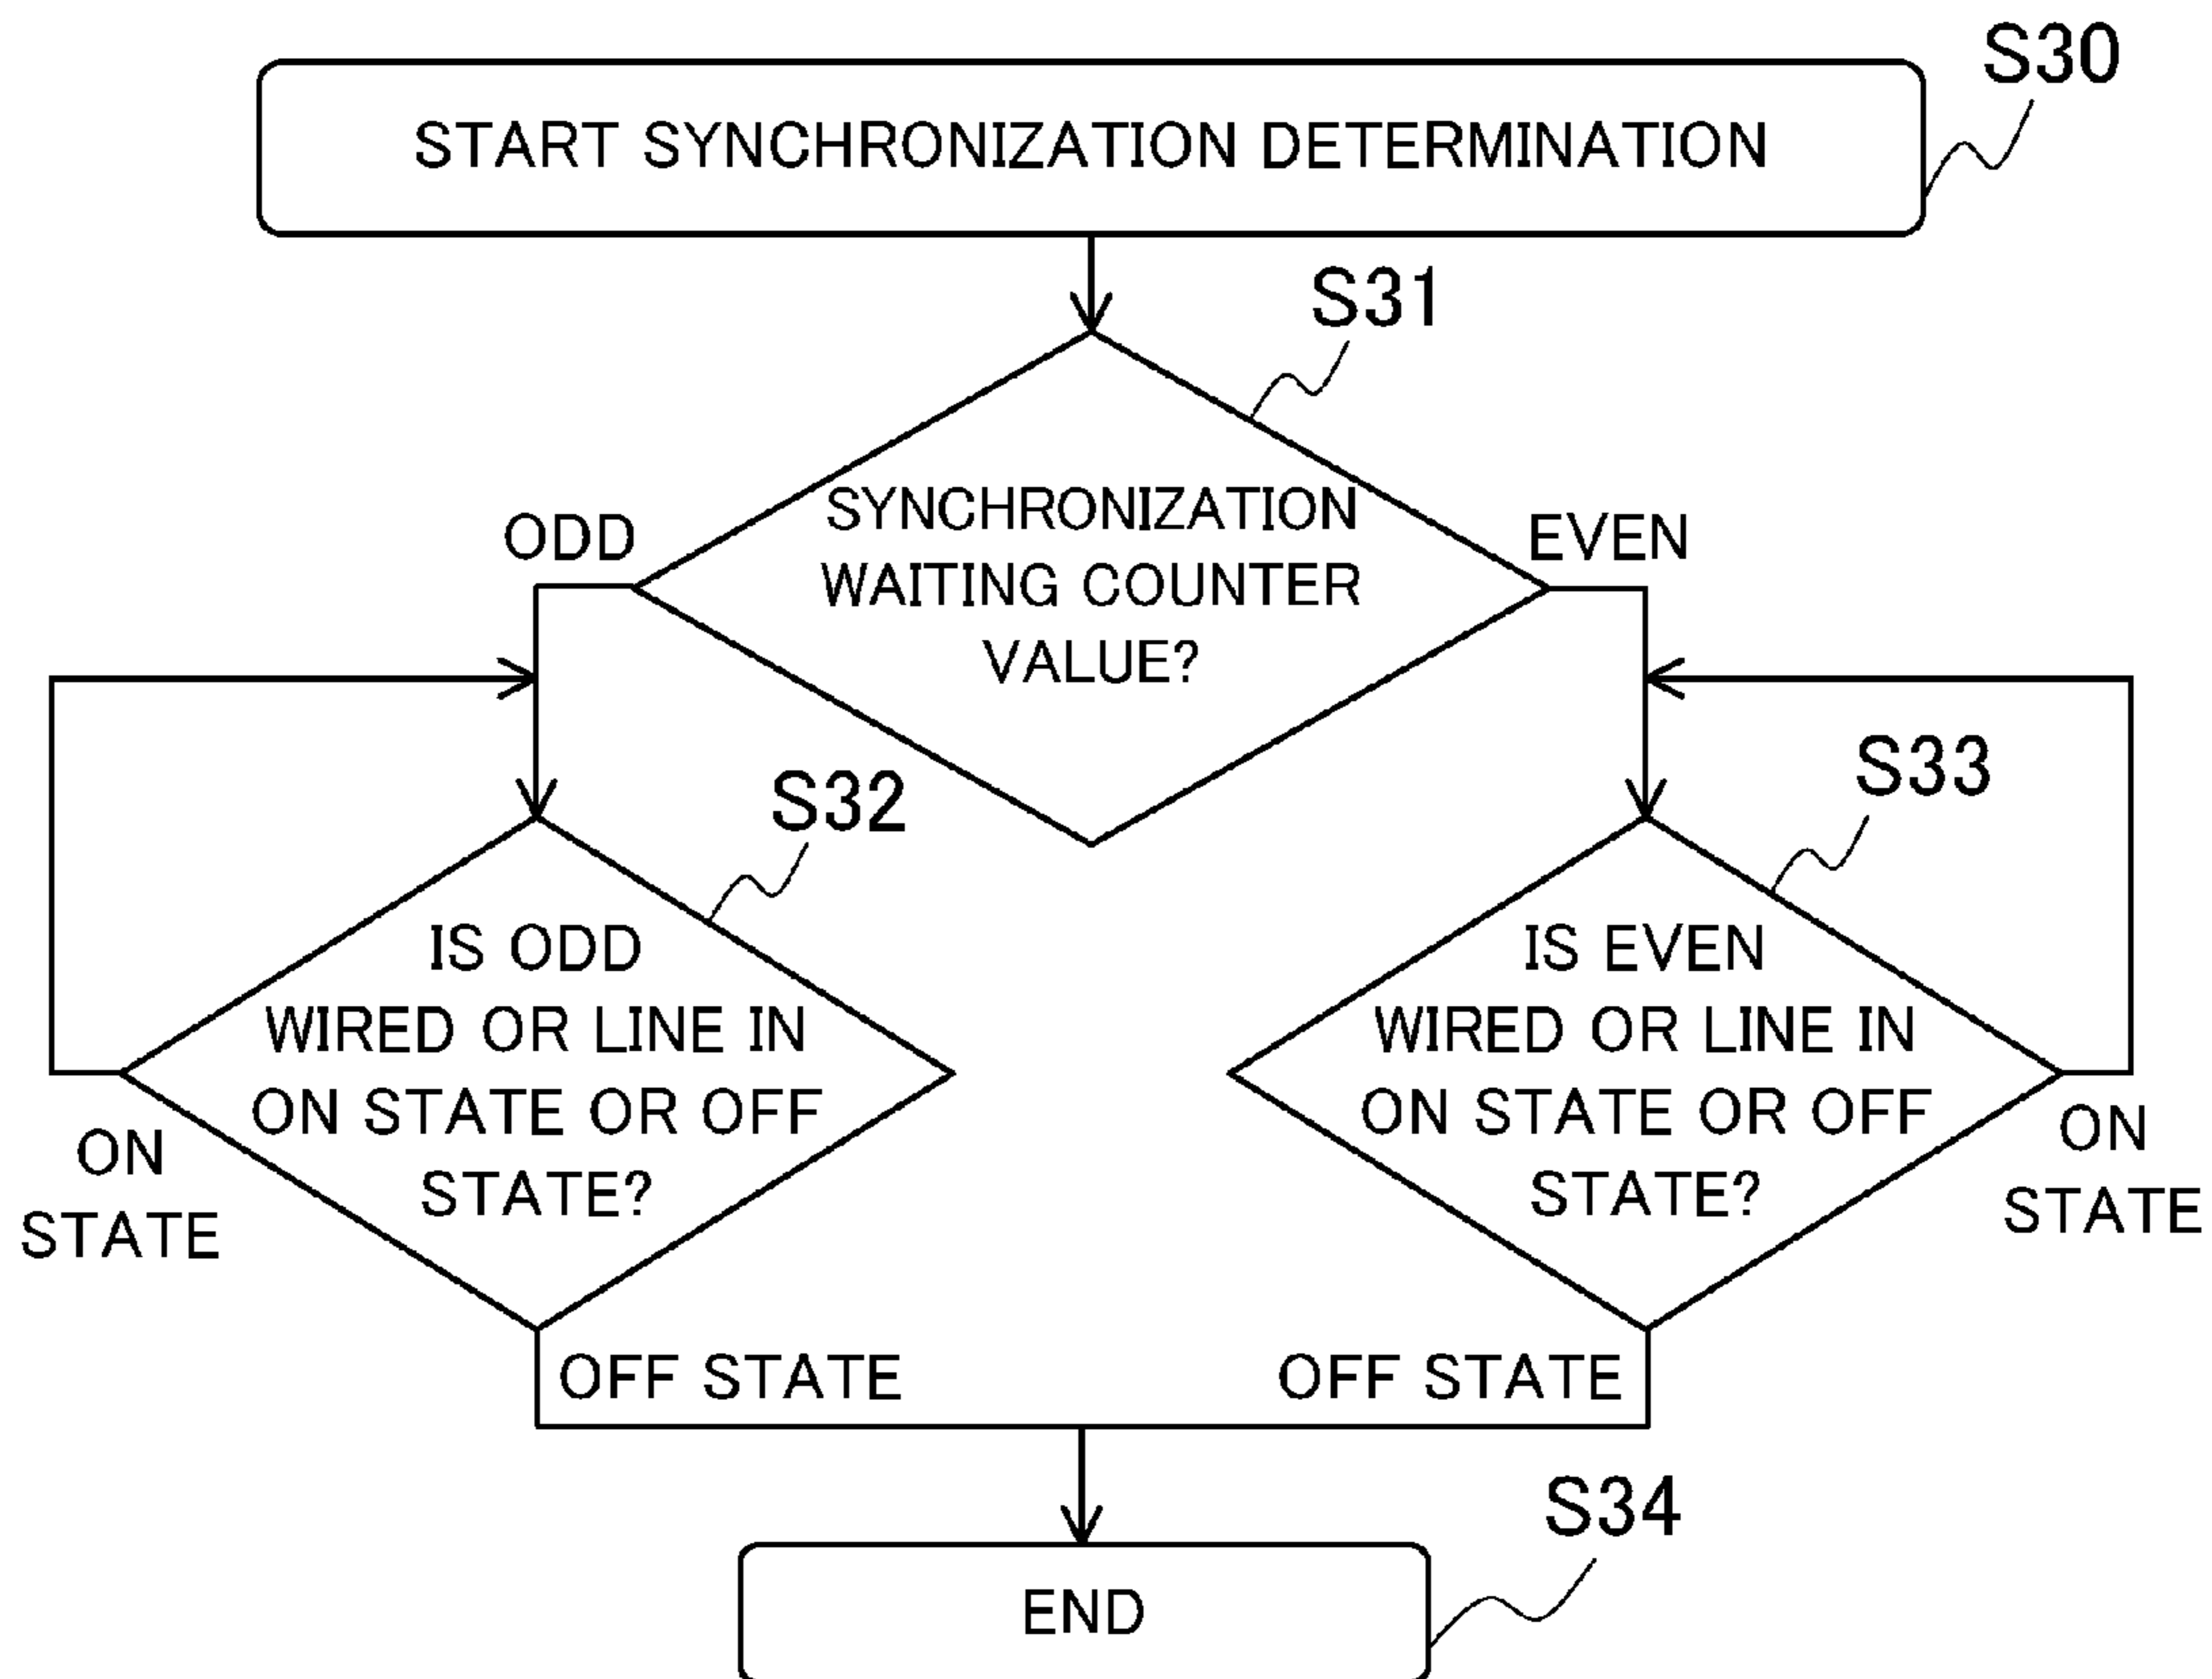 S30
START SYNCHRONIZATION DETERMINATION
S31
SYNCHRONIZATION
WAITING COUNTER
VALUE?
ODD
EVEN
S32
S33
IS ODD
WIRED OR LINE IN
ON STATE OR OFF
STATE?
ON
STATE
IS EVEN
WIRED OR LINE IN
ON STATE OR OFF
STATE?
ON
STATE
OFF STATE
OFF STATE
S34
END